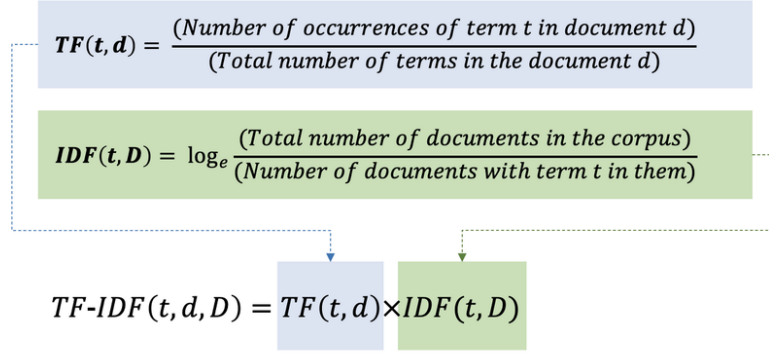 TF(t, d) = (Number of occurrences of term t in document d) / (Total number of terms in the document d)
IDF(t, D) = log_e (Total number of documents in the corpus) / (Number of documents with term t in them)
TF-IDF(t, d, D) = TF(t, d)×IDF(t, D)